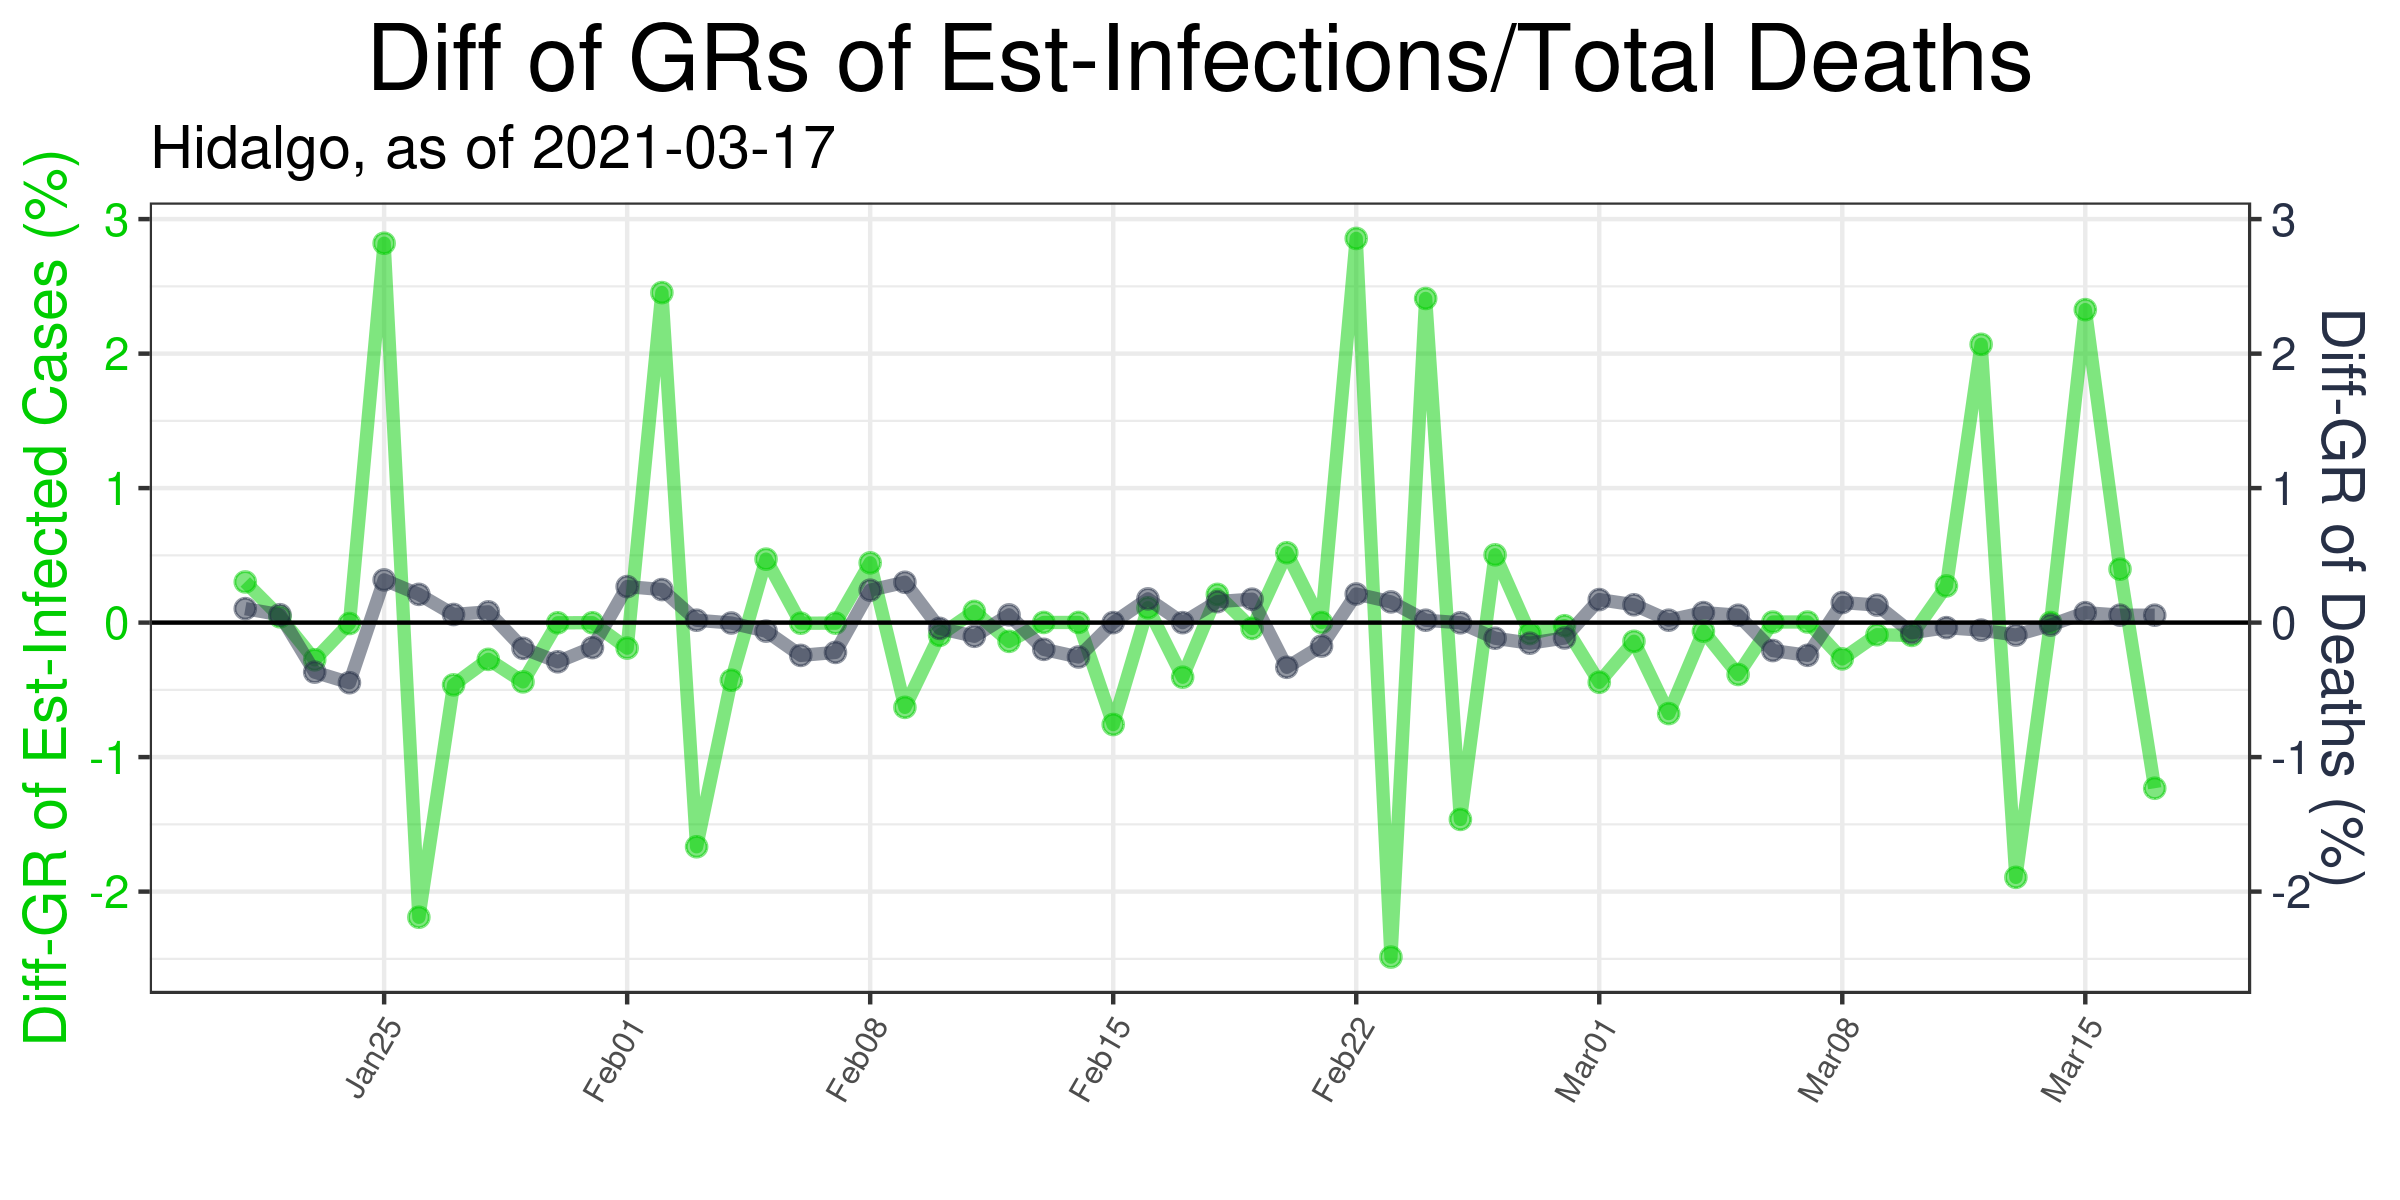 Diff of GRs of Est-Infections/Total Deaths
Hidalgo, as of 2021-03-17
Diff-GR of Est-Infected Cases (%)
3
2
1
0
-1
-2
3
2
1
0
-1
-2
Diff-GR of Deaths (%)
Jan25
Feb01
Feb08
Feb15
Feb22
Mar01
Mar08
Mar15